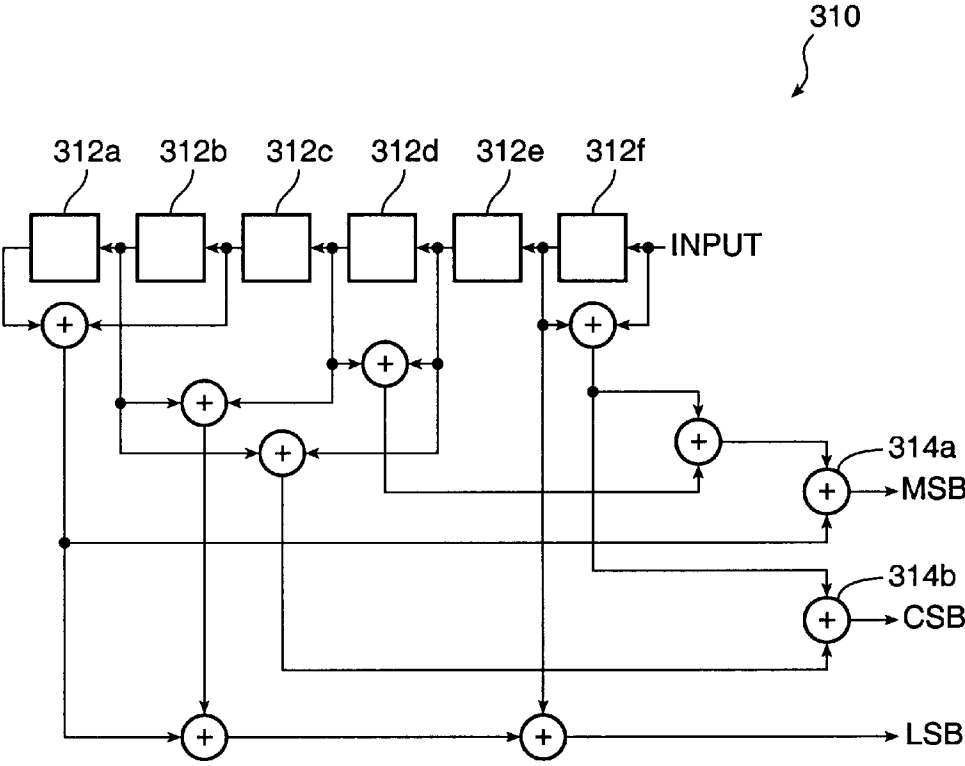 310
312a 312b 312c 312d 312e 312f
INPUT
+ +
+
+
+
+
314a
+ MSB
314b
+ CSB
+ + LSB